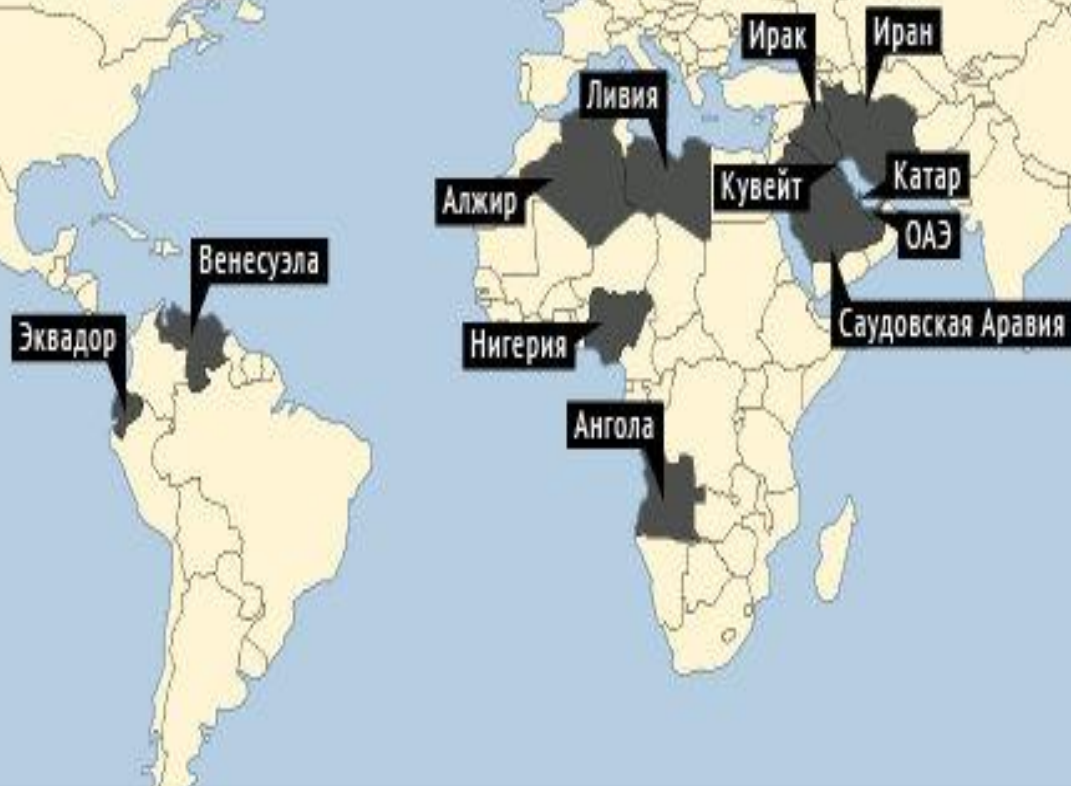 Ирак
Иран
Ливия
Алжир
Кувейт
Катар
ОАЭ
Венесуэла
Эквадор
Нигерия
Саудовская Аравия
Ангола